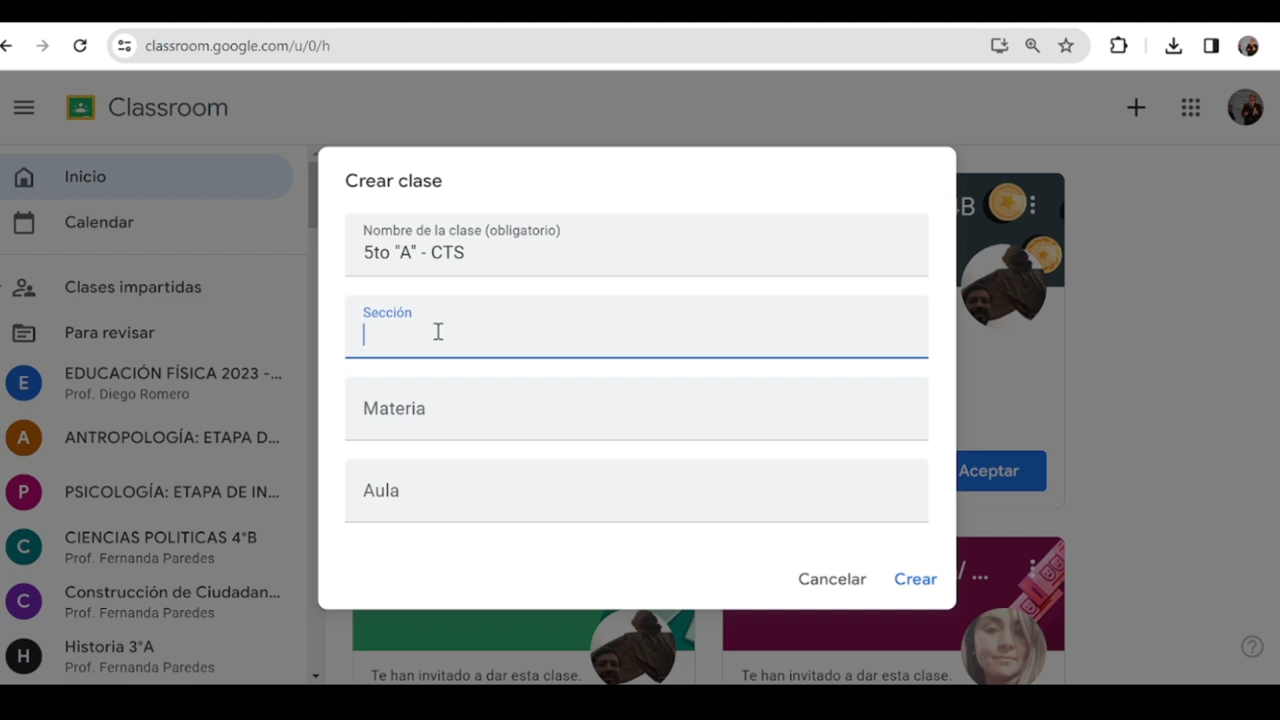 classroom.google.com/u/0/h
Classroom
Inicio
Calendar
Clases impartidas
Para revisar
E
EDUCACIÓN FÍSICA 2023 -...
Prof. Diego Romero
A
ANTROPOLOGÍA: ETAPA D...
P
PSICOLOGÍA: ETAPA DE IN...
C
CIENCIAS POLITICAS 4°B
Prof. Fernanda Paredes
C
Construcción de Ciudadan...
Prof. Fernanda Paredes
H
Historia 3°A
Prof. Fernanda Paredes
Crear clase
Nombre de la clase (obligatorio)
5to "A" - CTS
Sección
Materia
Aula
Cancelar
Crear
B
Aceptar
/ ...
Te han invitado a dar esta clase.
Te han invitado a dar esta clase.